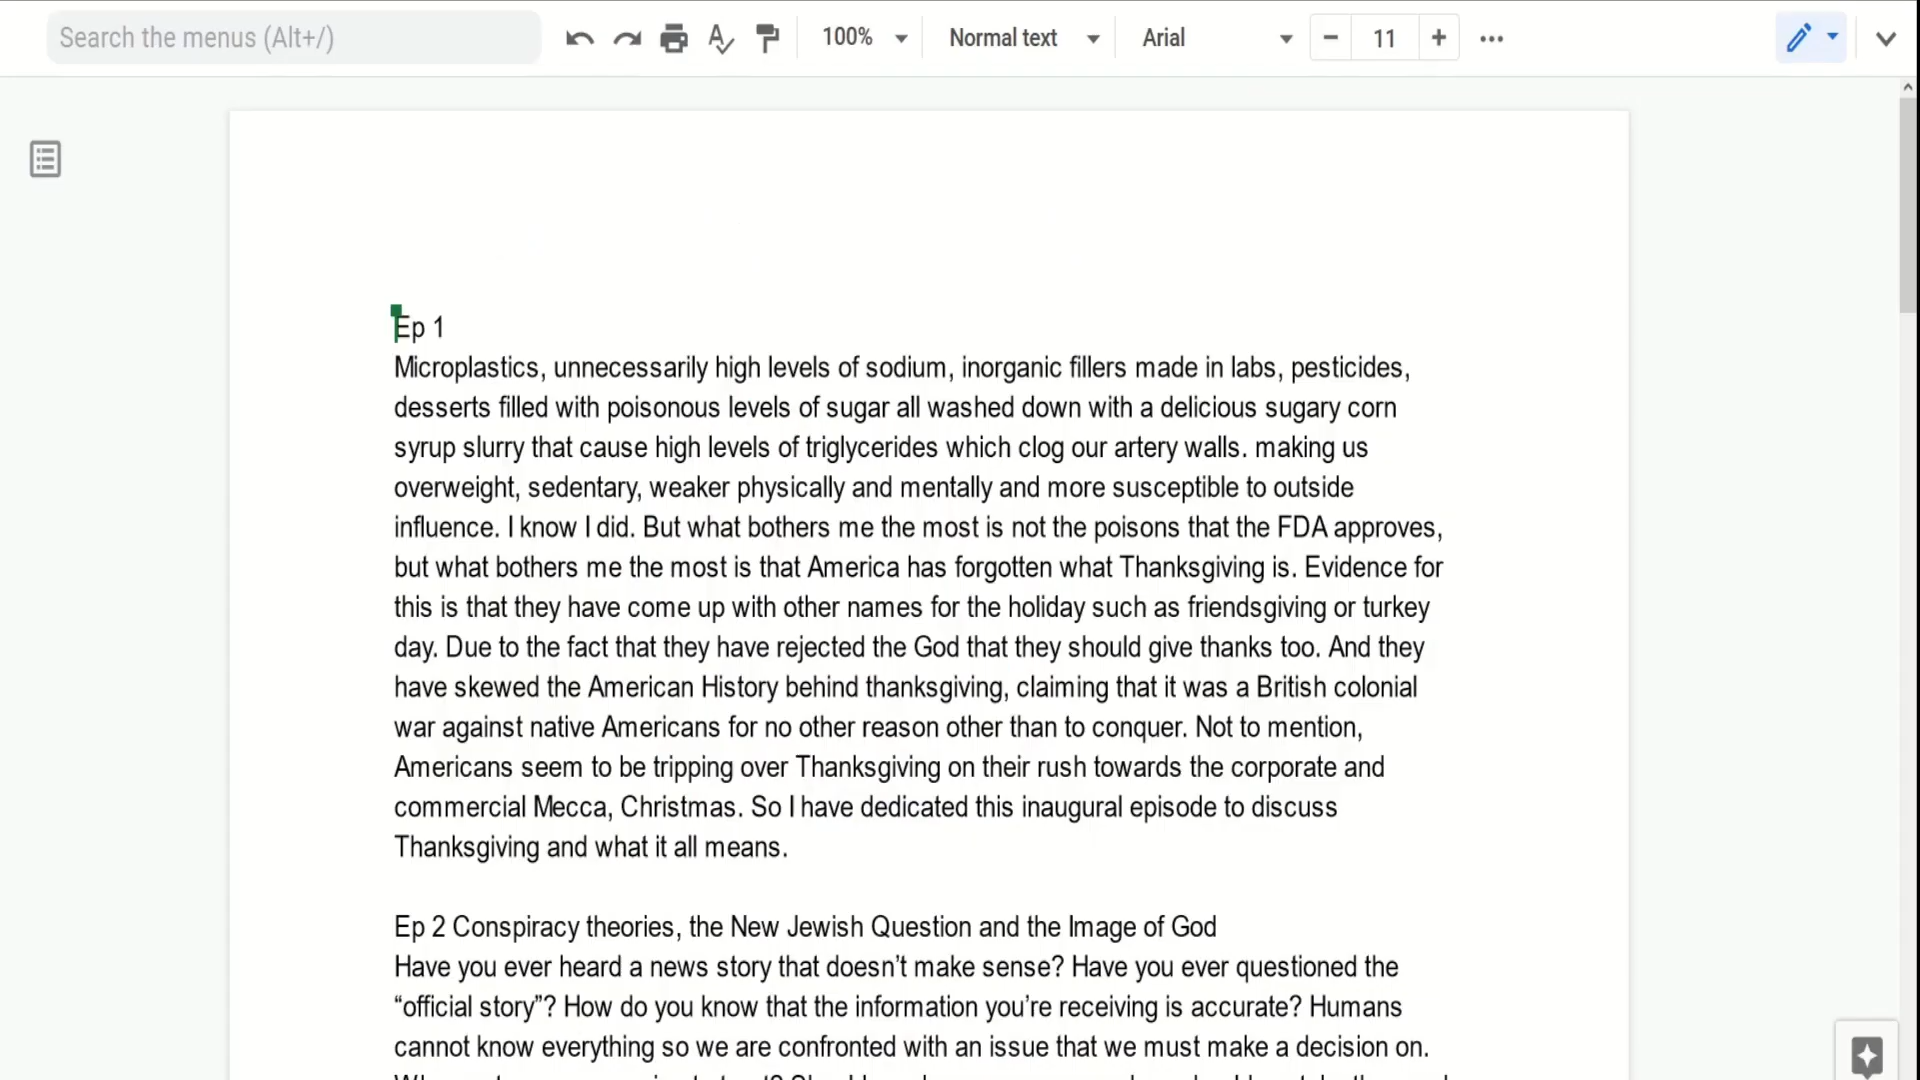 Search the menus (Alt+/)
100%
Normal text
Arial
11
Ep 1
Microplastics, unnecessarily high levels of sodium, inorganic fillers made in labs, pesticides,
desserts filled with poisonous levels of sugar all washed down with a delicious sugary corn
syrup slurry that cause high levels of triglycerides which clog our artery walls. making us
overweight, sedentary, weaker physically and mentally and more susceptible to outside
influence. I know I did. But what bothers me the most is not the poisons that the FDA approves,
but what bothers me the most is that America has forgotten what Thanksgiving is. Evidence for
this is that they have come up with other names for the holiday such as friendsgiving or turkey
day. Due to the fact that they have rejected the God that they should give thanks too. And they
have skewed the American History behind thanksgiving, claiming that it was a British colonial
war against native Americans for no other reason other than to conquer. Not to mention,
Americans seem to be tripping over Thanksgiving on their rush towards the corporate and
commercial Mecca, Christmas. So I have dedicated this inaugural episode to discuss
Thanksgiving and what it all means.
Ep 2 Conspiracy theories, the New Jewish Question and the Image of God
Have you ever heard a news story that doesn’t make sense? Have you ever questioned the
“official story”? How do you know that the information you’re receiving is accurate? Humans
cannot know everything so we are confronted with an issue that we must make a decision on.